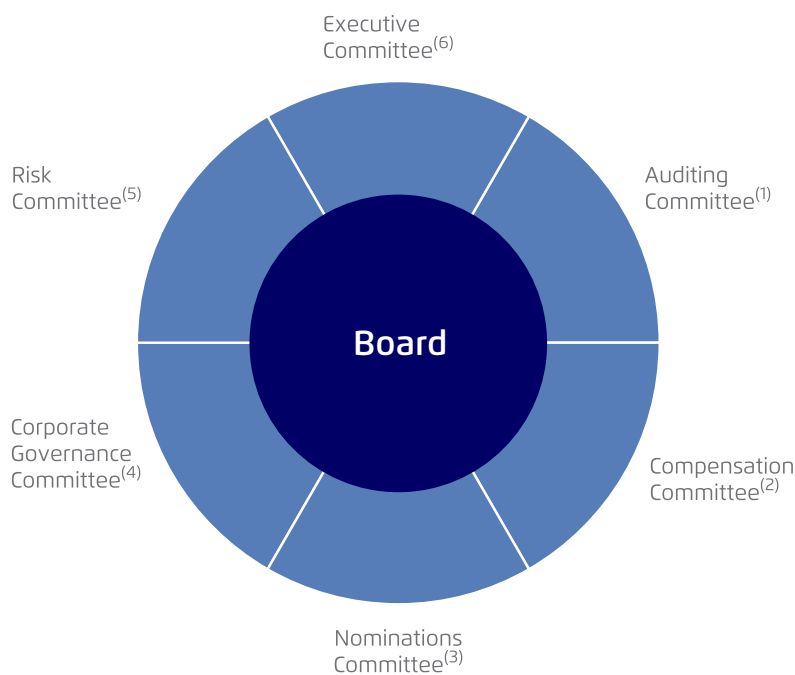 Executive
Committee(6)
Risk
Committee(5)
Auditing
Committee(1)
Board
Corporate
Governance
Committee(4)
Compensation
Committee(2)
Nominations
Committee(3)